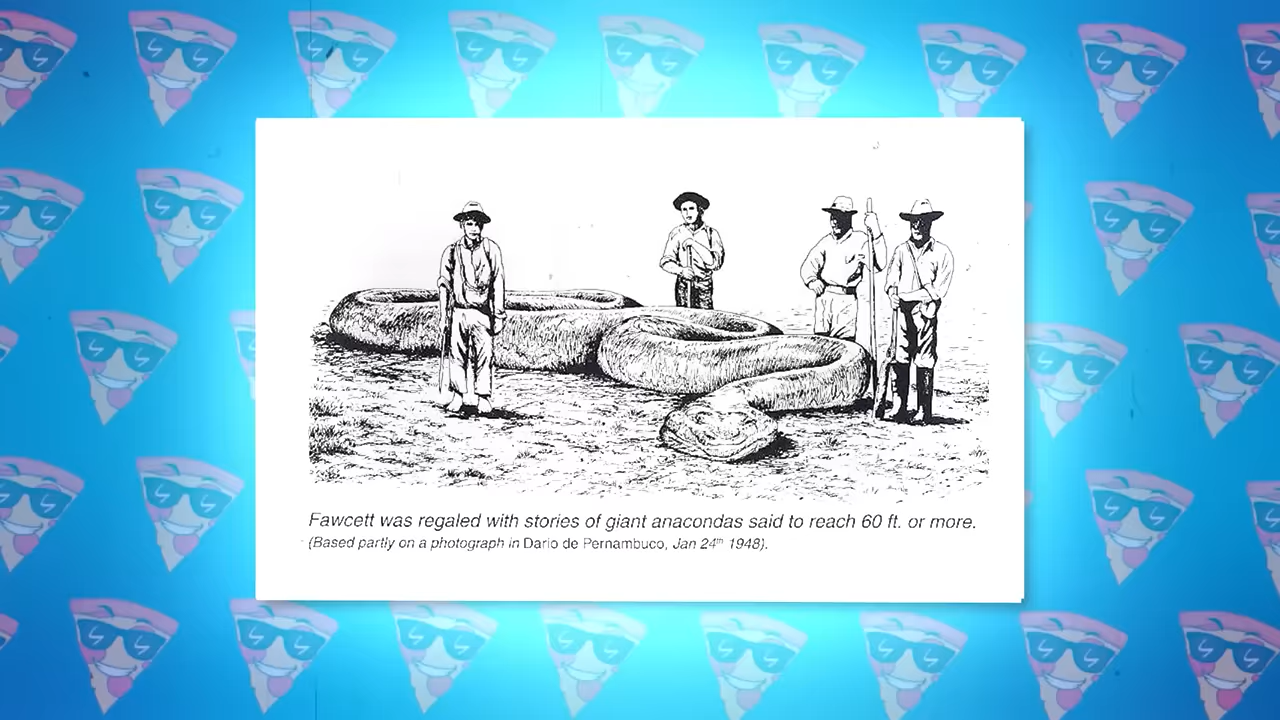 Fawcett was regaled with stories of giant anacondas said to reach 60 ft. or more.
(Based partly on a photograph in Dario de Pernambuco, Jan 24th 1948).